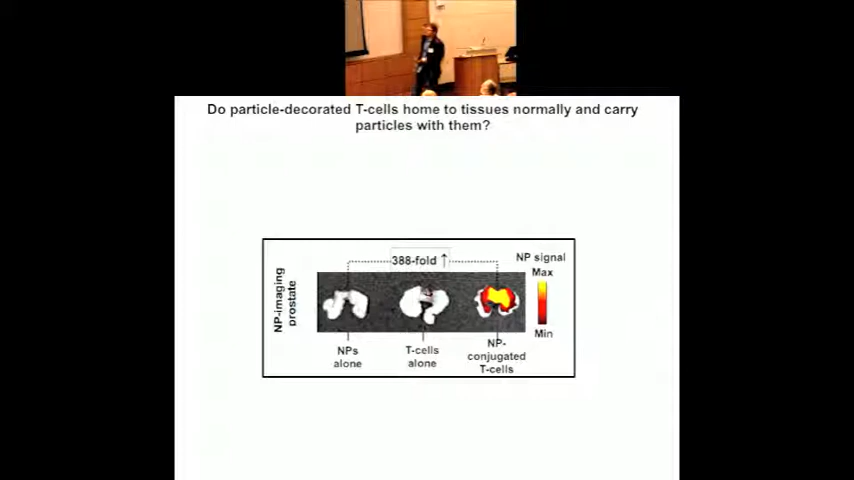 Do particle-decorated T-cells home to tissues normally and carry
particles with them?
388-fold ↑
NP signal
Max
Min
NP-imaging
prostate
NPs
alone
T-cells
alone
NP-
conjugated
T-cells